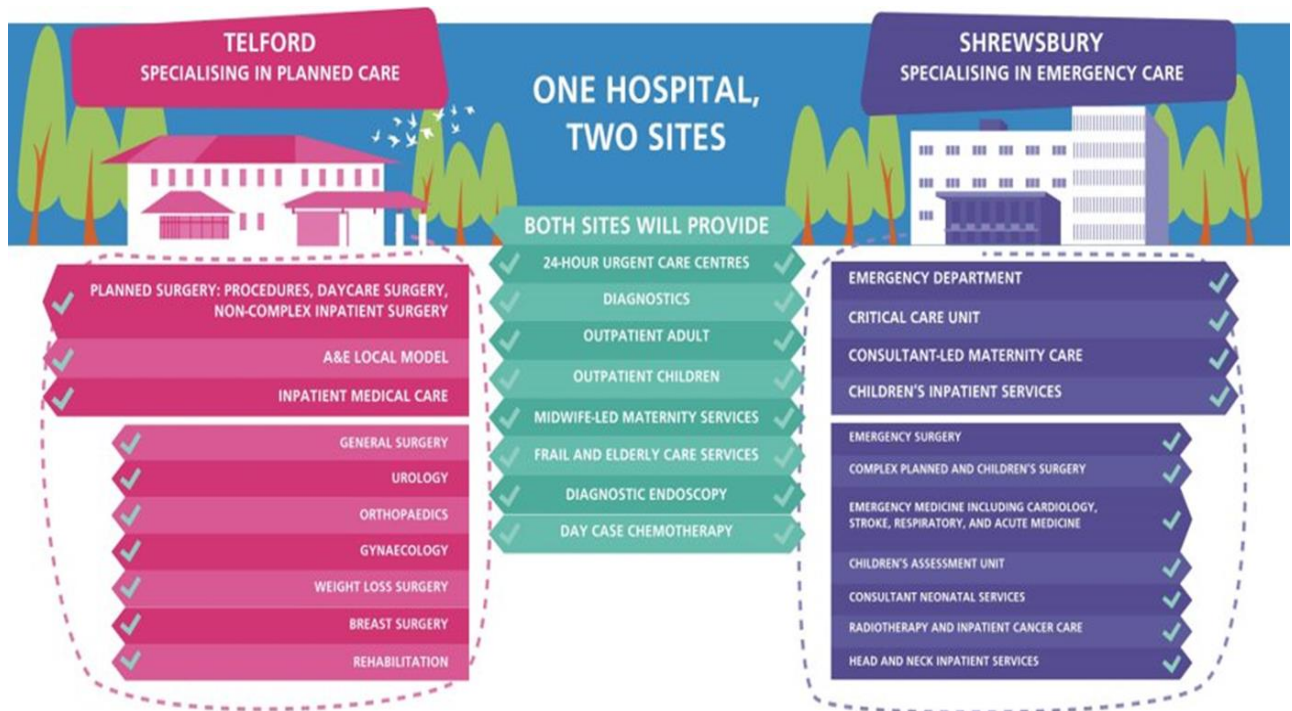 TELFORD
SPECIALISING IN PLANNED CARE
ONE HOSPITAL,
TWO SITES
SHREWSBURY
SPECIALISING IN EMERGENCY CARE
PLANNED SURGERY: PROCEDURES, DAYCARE SURGERY,
NON-COMPLEX INPATIENT SURGERY
A&E LOCAL MODEL
INPATIENT MEDICAL CARE
GENERAL SURGERY
UROLOGY
ORTHOPAEDICS
GYNAECOLOGY
WEIGHT LOSS SURGERY
BREAST SURGERY
REHABILITATION
BOTH SITES WILL PROVIDE
24-HOUR URGENT CARE CENTRES
DIAGNOSTICS
OUTPATIENT ADULT
OUTPATIENT CHILDREN
MIDWIFE-LED MATERNITY SERVICES
FRAIL AND ELDERLY CARE SERVICES
DIAGNOSTIC ENDOSCOPY
DAY CASE CHEMOTHERAPY
EMERGENCY DEPARTMENT
CRITICAL CARE UNIT
CONSULTANT-LED MATERNITY CARE
CHILDREN'S INPATIENT SERVICES
EMERGENCY SURGERY
COMPLEX PLANNED AND CHILDREN'S SURGERY
EMERGENCY MEDICINE INCLUDING CARDIOLOGY,
STROKE, RESPIRATORY, AND ACUTE MEDICINE
CHILDREN'S ASSESSMENT UNIT
CONSULTANT NEONATAL SERVICES
RADIOTHERAPY AND INPATIENT CANCER CARE
HEAD AND NECK INPATIENT SERVICES